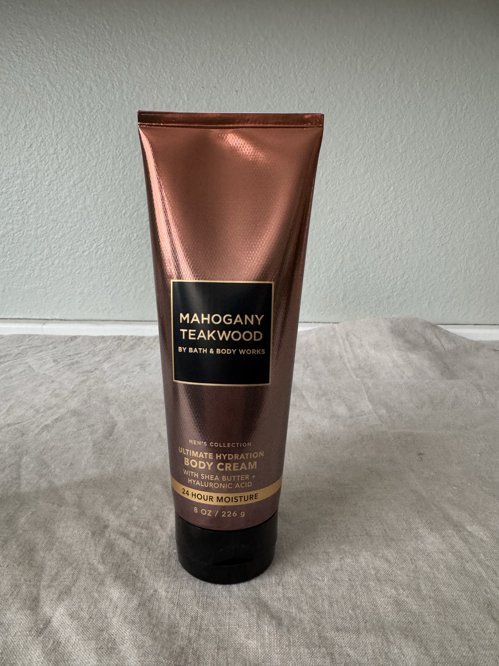 MAHOGANY
TEAKWOOD
BY BATH & BODY WORKS
MEN'S COLLECTION
ULTIMATE HYDRATION
BODY CREAM
WITH SHEA BUTTER +
HYALURONIC ACID
24 HOUR MOISTURE
8 OZ / 226 g